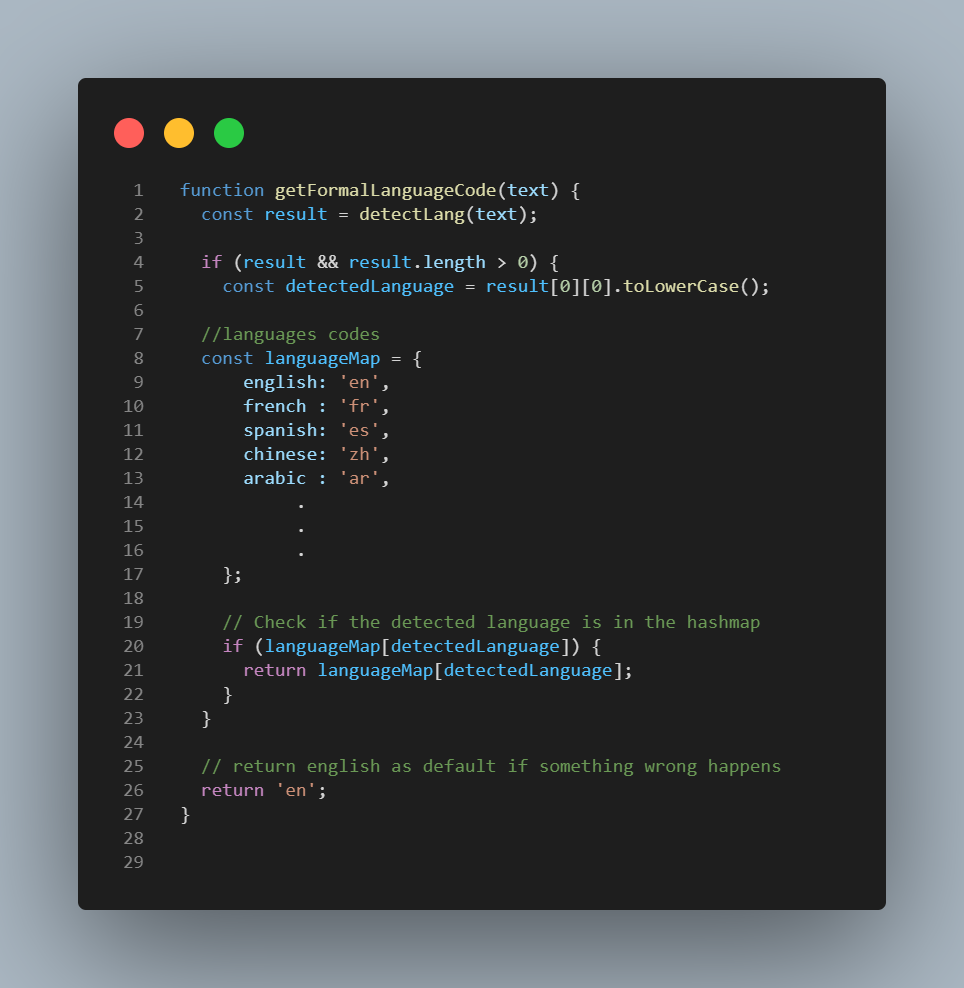 1 function getFormalLanguageCode(text) {
2   const result = detectLang(text);
3
4   if (result && result.length > 0) {
5     const detectedLanguage = result[0][0].toLowerCase();
6
7   //languages codes
8   const languageMap = {
9       english: 'en',
10       french : 'fr',
11       spanish: 'es',
12       chinese: 'zh',
13       arabic : 'ar',
14            .
15            .
16            .
17     };
18
19     // Check if the detected language is in the hashmap
20     if (languageMap[detectedLanguage]) {
21       return languageMap[detectedLanguage];
22     }
23   }
24
25   // return english as default if something wrong happens
26   return 'en';
27 }
28
29